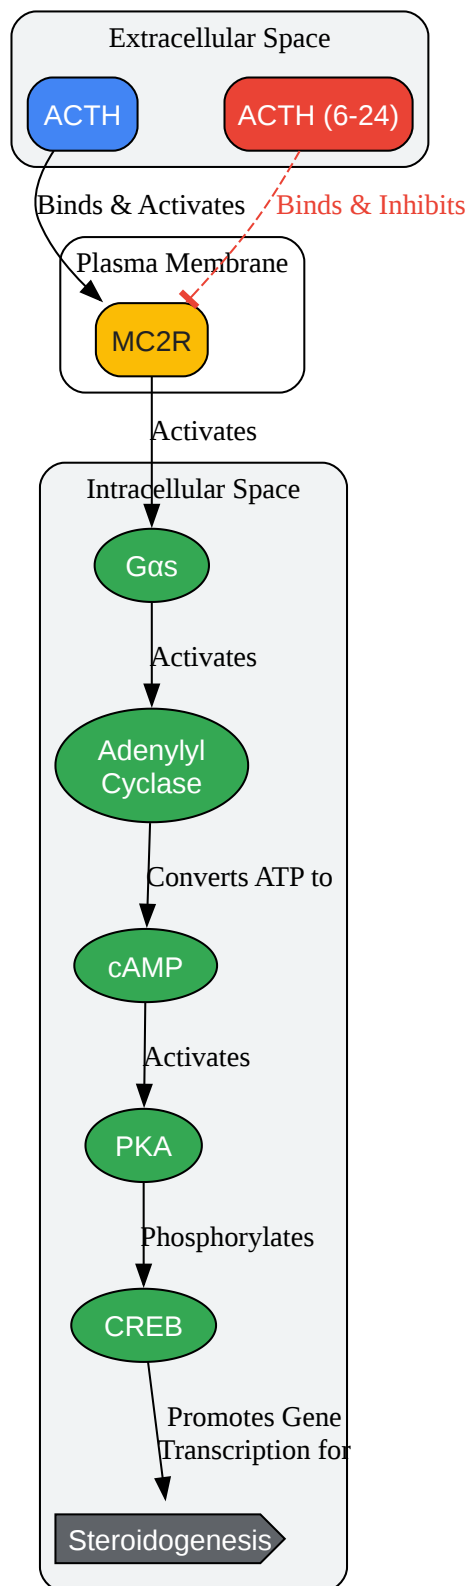 Extracellular Space
ACTH
ACTH (6-24)
Binds & Activates
Binds & Inhibits
Plasma Membrane
MC2R
Activates
Intracellular Space
Gαs
Activates
Adenylyl
Cyclase
Converts ATP to
cAMP
Activates
PKA
Phosphorylates
CREB
Promotes Gene
Transcription for
Steroidogenesis